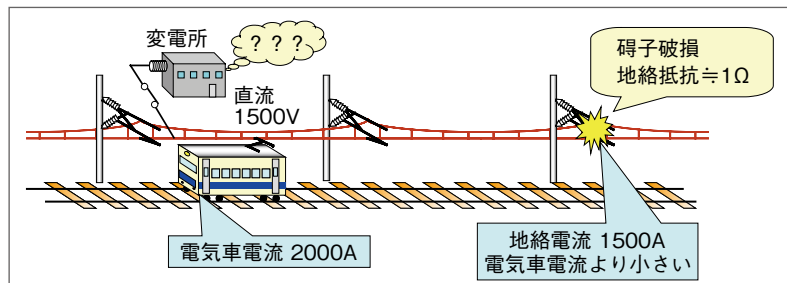 変電所
? ? ?
直流
1500V
碍子破損
地絡抵抗≒1Ω
電気車電流 2000A
地絡電流 1500A
電気車電流より小さい